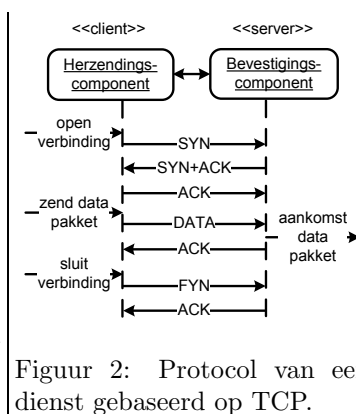 <<client>> <<server>>
Herzendings-
component
Bevestigings-
component
open
verbinding
SYN
SYN+ACK
ACK
zend data
pakket
DATA
aankomst
data
pakket
ACK
sluit
verbinding
FYN
ACK
Figuur 2: Protocol van ee
dienst gebaseerd op TCP.